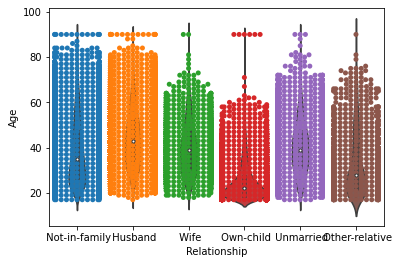 100
80
60
40
20
Age
Not-in-family Husband Wife Own-child Unmarried Other-relative
Relationship